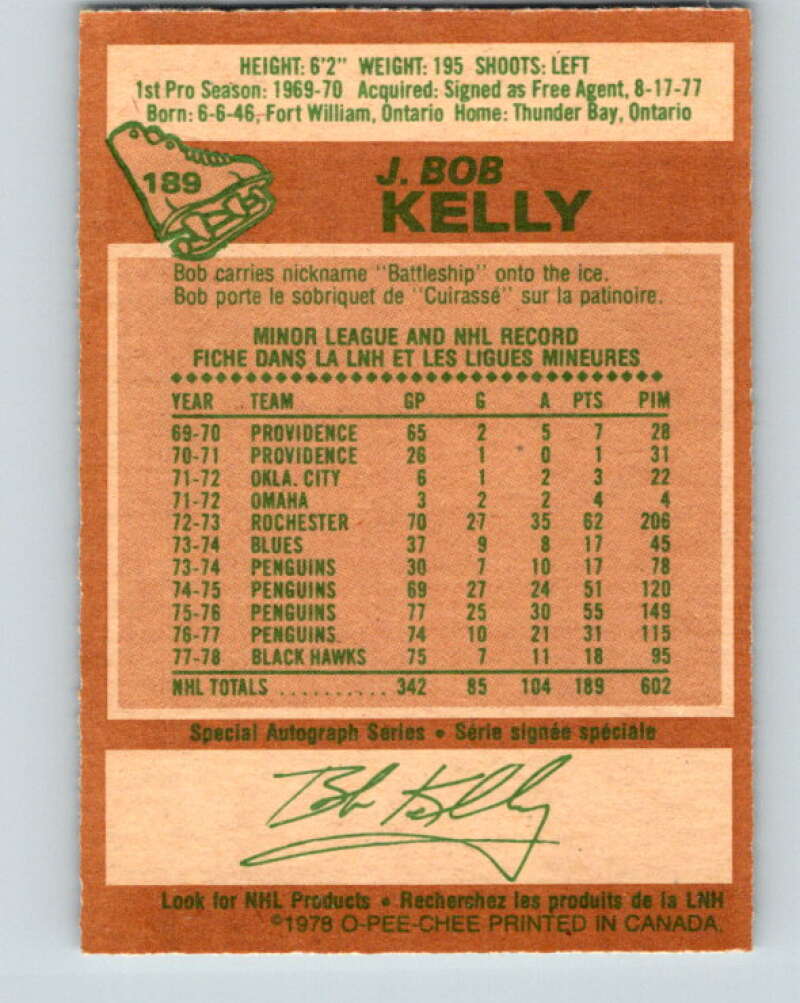 HEIGHT: 6'2" WEIGHT: 195 SHOOTS: LEFT
1st Pro Season: 1969-70 Acquired: Signed as Free Agent, 8-17-77
Born: 6-6-46, Fort William, Ontario Home: Thunder Bay, Ontario
189
J. BOB
KELLY
Bob carries nickname "Battleship" onto the ice.
Bob porte le sobriquet de "Cuirassé" sur la patinoire.
MINOR LEAGUE AND NHL RECORD
FICHE DANS LA LNH ET LES LIGUES MINEURES
YEAR TEAM GP G A PTS PIM
69-70 PROVIDENCE 65 2 5 7 28
70-71 PROVIDENCE 26 1 0 1 31
71-72 OKLA. CITY 6 1 2 3 22
71-72 OMAHA 3 2 2 4 4
72-73 ROCHESTER 70 27 35 62 206
73-74 BLUES 37 9 8 17 45
73-74 PENGUINS 30 7 10 17 78
74-75 PENGUINS 69 27 24 51 120
75-76 PENGUINS 77 25 30 55 149
76-77 PENGUINS 74 10 21 31 115
77-78 BLACK HAWKS 75 7 11 18 95
NHL TOTALS .......... 342 85 104 189 602
Special Autograph Series • Série signée spéciale
Bob Kelly
Look for NHL Products • Recherchez les produits de la LNH
©1978 O-PEE-CHEE PRINTED IN CANADA.